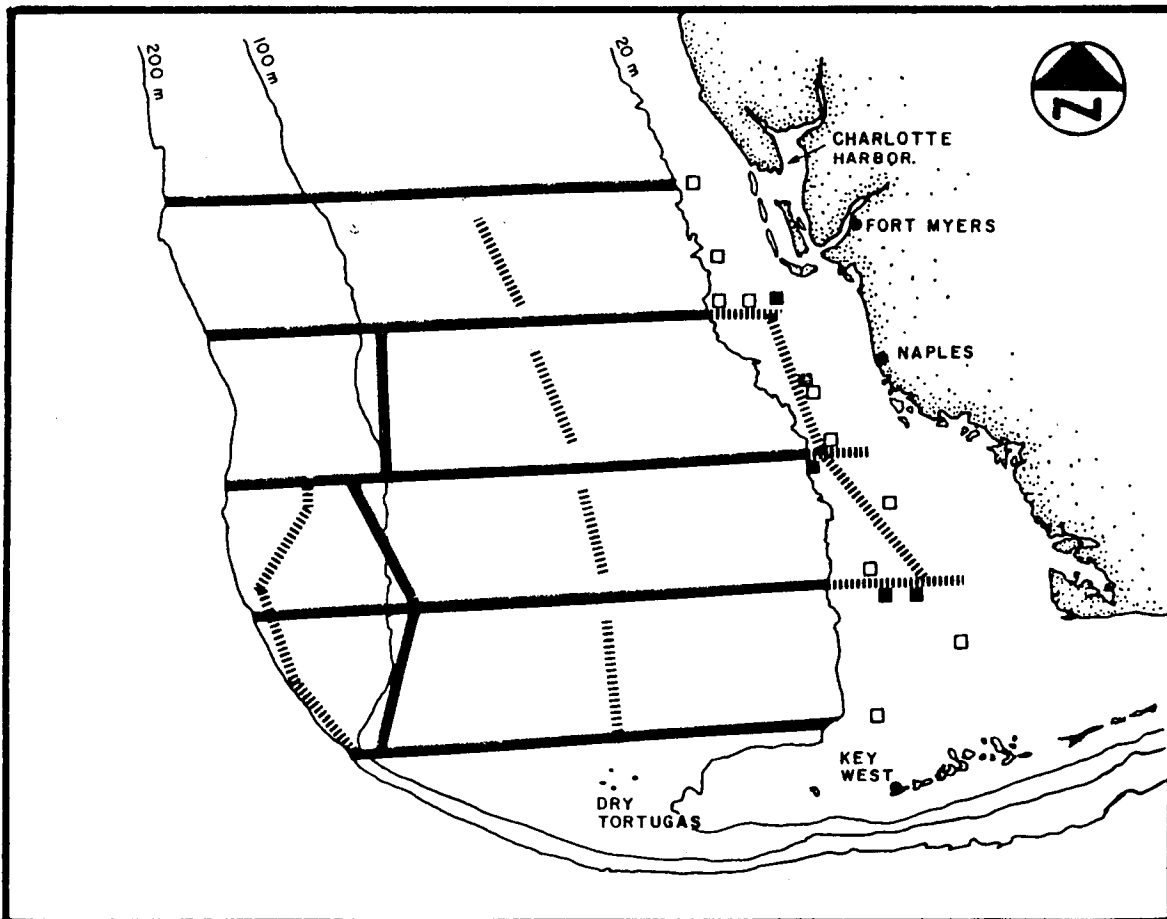 200 m
100 m
20 m
N
CHARLOTTE
HARBOR.
FORT MYERS
NAPLES
KEY
WEST
DRY
TORTUGAS